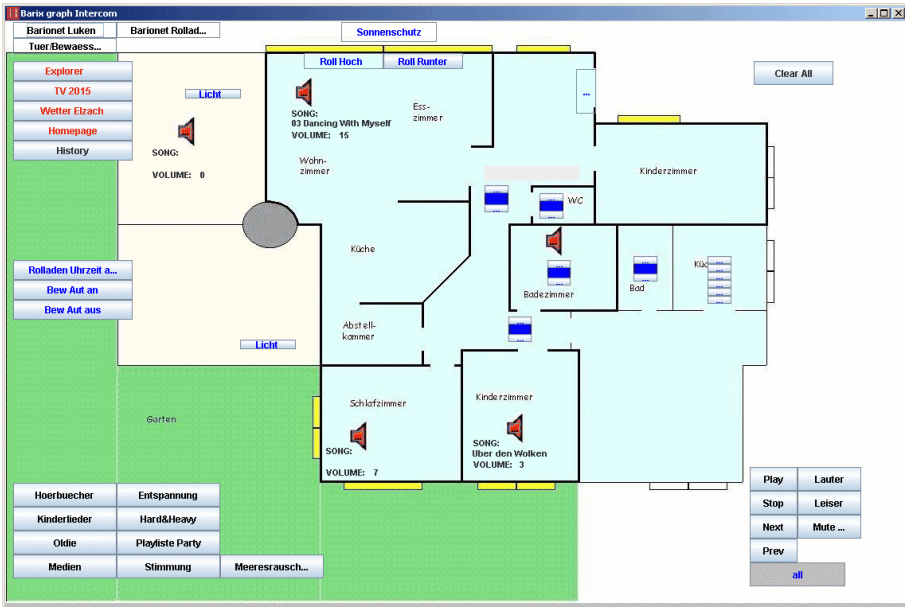 Barix graph Intercom
Barionet Luken
Barionet Rollad...
Sonnenschutz
Tuer/Bewaess...
Roll Hoch
Roll Runter
Explorer
Clear All
TV 2015
...
Licht
Wetter Elzach
SONG:
03 Dancing With Myself
VOLUME: 15
Ess-
zimmer
Homepage
History
SONG:
VOLUME: 0
Wohn-
zimmer
Kinderzimmer
WC
Küche
Rolladen Uhrzeit a...
Bew Aut an
Bew Aut aus
Badezimmer
Bad
Küc
Abstell-
kammer
Licht
Schlafzimmer
Kinderzimmer
Garten
SONG:
VOLUME: 7
SONG:
Uber den Wolken
VOLUME: 3
Hoerbuecher
Entspannung
Kinderlieder
Hard&Heavy
Oldie
Playliste Party
Medien
Stimmung
Meeresrausch...
Play
Lauter
Stop
Leiser
Next
Mute ...
Prev
all